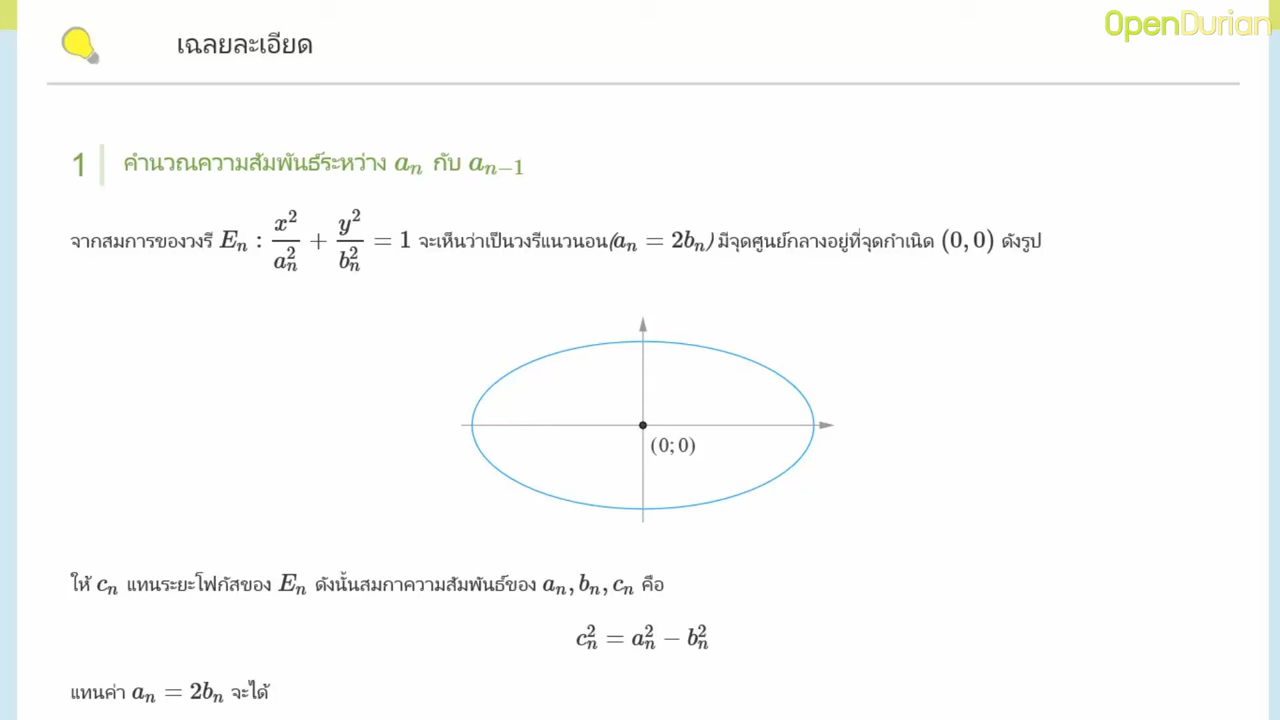 OpenDurian
เฉลยละเอียด
1 คำนวณความสัมพันธ์ระหว่าง aₙ กับ aₙ₋₁
จากสมการของวงรี Eₙ : x²/aₙ² + y²/bₙ² = 1 จะเห็นว่าเป็นวงรีแนวนอน(aₙ = 2bₙ) มีจุดศูนย์กลางอยู่ที่จุดกำเนิด (0, 0) ดังรูป
(0; 0)
ให้ cₙ แทนระยะโฟกัสของ Eₙ ดังนั้นสมกาความสัมพันธ์ของ aₙ, bₙ, cₙ คือ
cₙ² = aₙ² − bₙ²
แทนค่า aₙ = 2bₙ จะได้